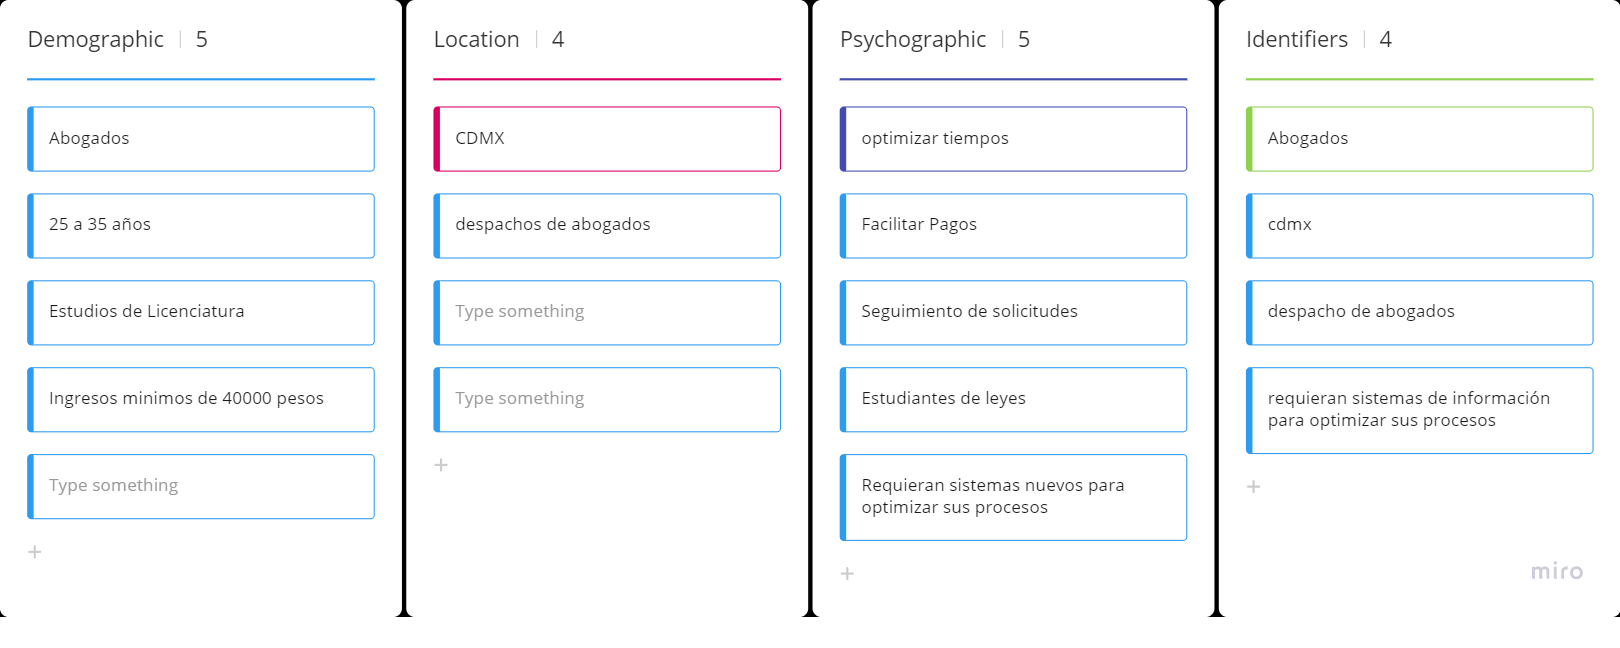 Demographic | 5
Abogados
25 a 35 años
Estudios de Licenciatura
Ingresos minimos de 40000 pesos
Type something
+
Location | 4
CDMX
despachos de abogados
Type something
Type something
+
Psychographic | 5
optimizar tiempos
Facilitar Pagos
Seguimiento de solicitudes
Estudiantes de leyes
Requieran sistemas nuevos para
optimizar sus procesos
+
Identifiers | 4
Abogados
cdmx
despacho de abogados
requieran sistemas de información
para optimizar sus procesos
+
miro